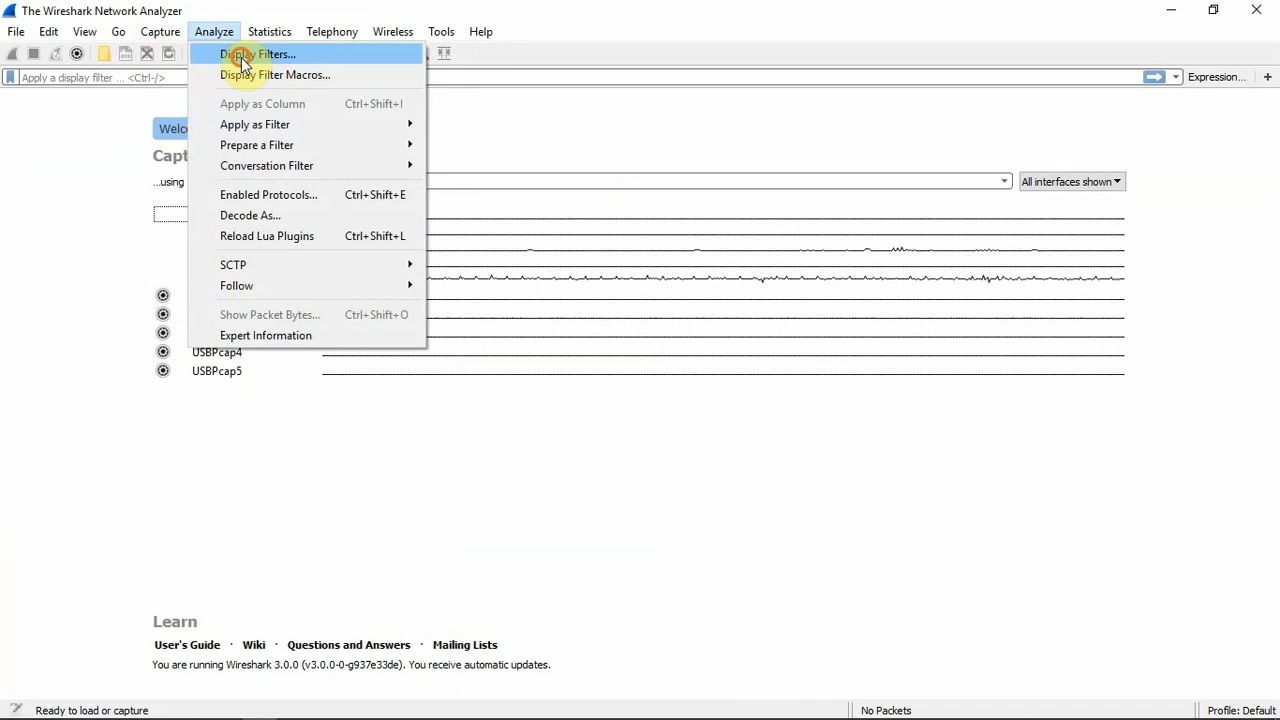 The Wireshark Network Analyzer
File Edit View Go Capture Analyze Statistics Telephony Wireless Tools Help
Apply a display filter ... <Ctrl-/>
Expression...
+
Display Filters...
Display Filter Macros...
Apply as Column Ctrl+Shift+I
Apply as Filter
Prepare a Filter
Conversation Filter
Enabled Protocols... Ctrl+Shift+E
Decode As...
Reload Lua Plugins Ctrl+Shift+L
SCTP
Follow
Show Packet Bytes... Ctrl+Shift+O
Expert Information
Welc
Capt
...using
All interfaces shown
USBPcap4
USBPcap5
Learn
User's Guide · Wiki · Questions and Answers · Mailing Lists
You are running Wireshark 3.0.0 (v3.0.0-0-g937e33de). You receive automatic updates.
Ready to load or capture
No Packets
Profile: Default